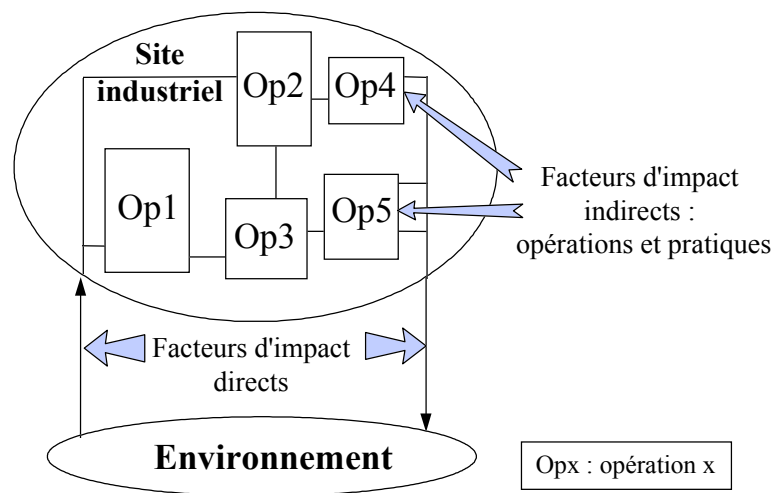 Site
industriel
Op2
Op4
Op1
Op3
Op5
Facteurs d'impact
indirects :
opérations et pratiques
Facteurs d'impact
directs
Environnement
Opx : opération x